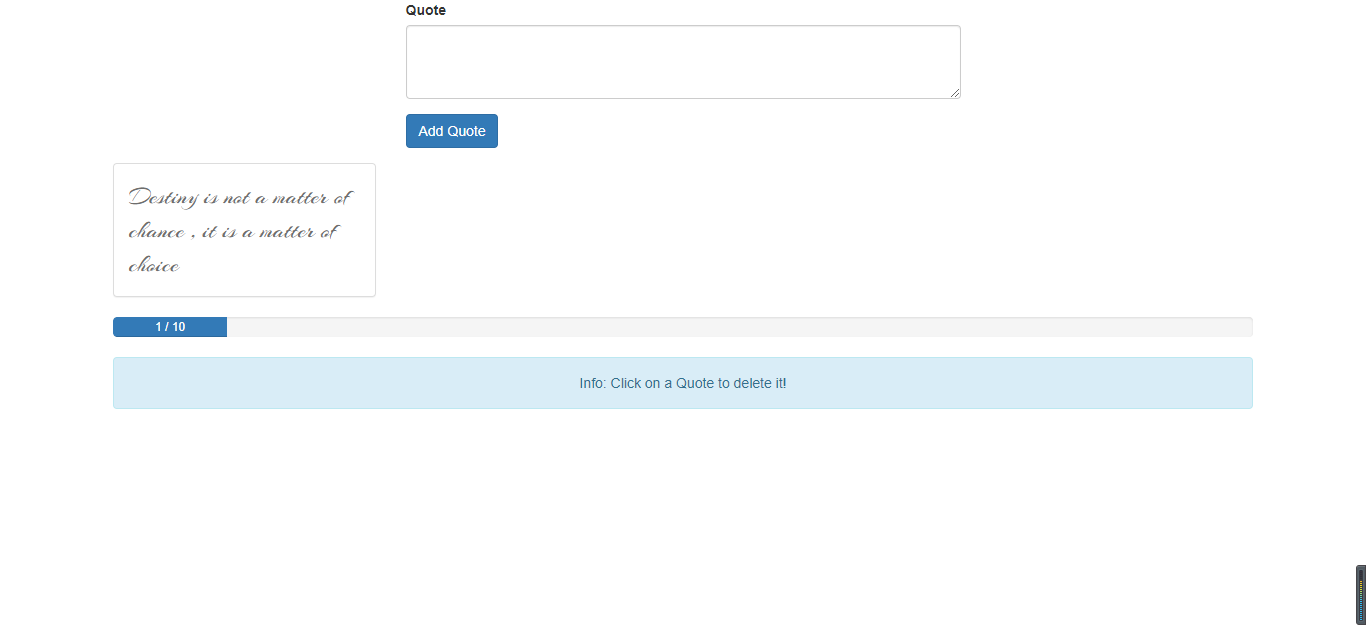 Quote
Add Quote
Destiny is not a matter of
chance , it is a matter of
choice
1 / 10
Info: Click on a Quote to delete it!